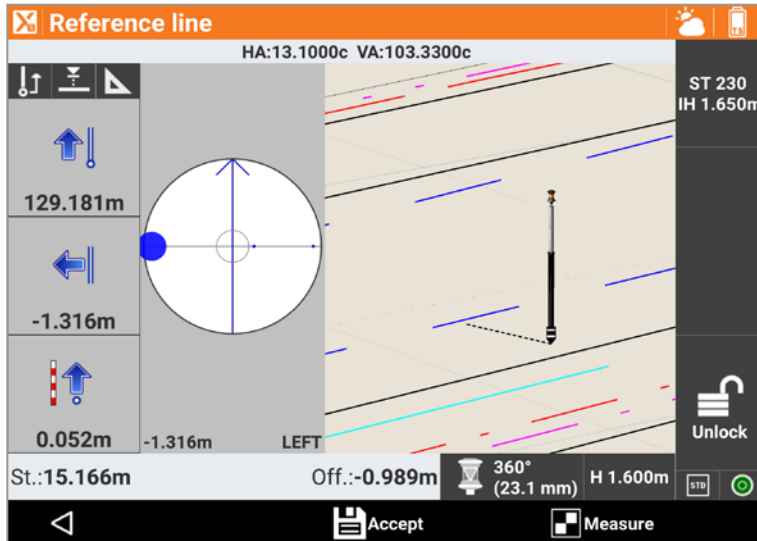 Reference line
HA:13.1000c VA:103.3300c
ST 230
IH 1.650m
129.181m
-1.316m
0.052m
-1.316m LEFT
Unlock
St.:15.166m Off.:-0.989m
360°
(23.1 mm)
H 1.600m
STD
Accept
Measure